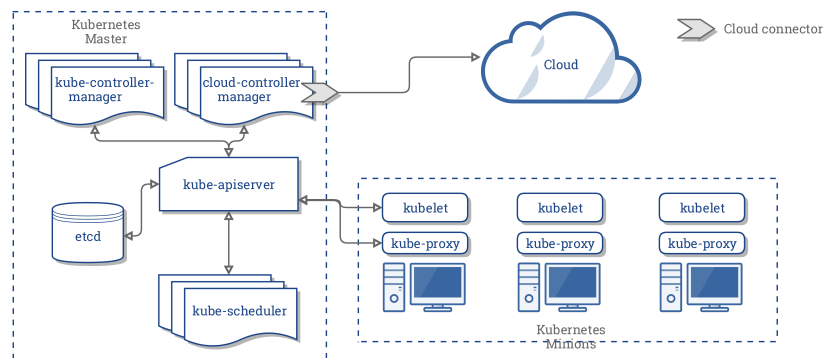 Kubernetes
Master
Cloud connector
kube-controller-
manager
cloud-controller
manager
Cloud
kube-apiserver
etcd
kube-scheduler
kubelet
kubelet
kubelet
kube-proxy
kube-proxy
kube-proxy
Kubernetes
Minions